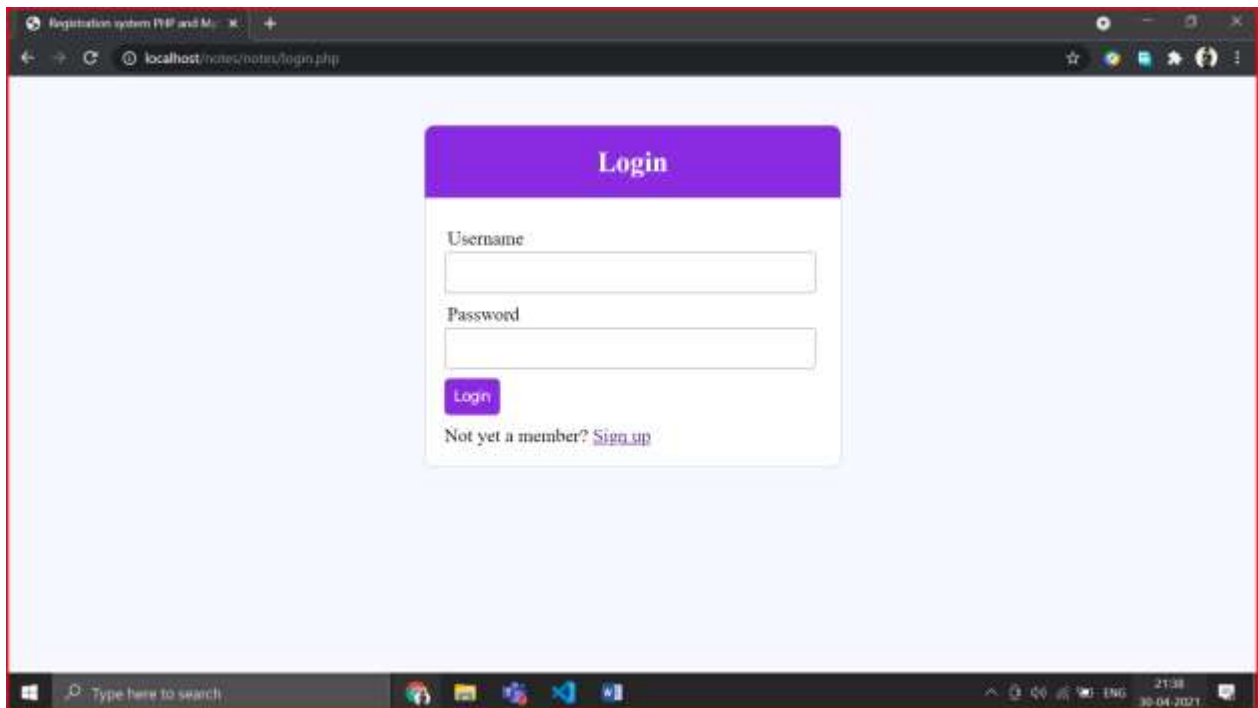 Registration system PHP and My
localhost/notes/notes/login.php
Login
Username
Password
Login
Not yet a member? Sign up
Type here to search
ENG
21:38
30-04-2021